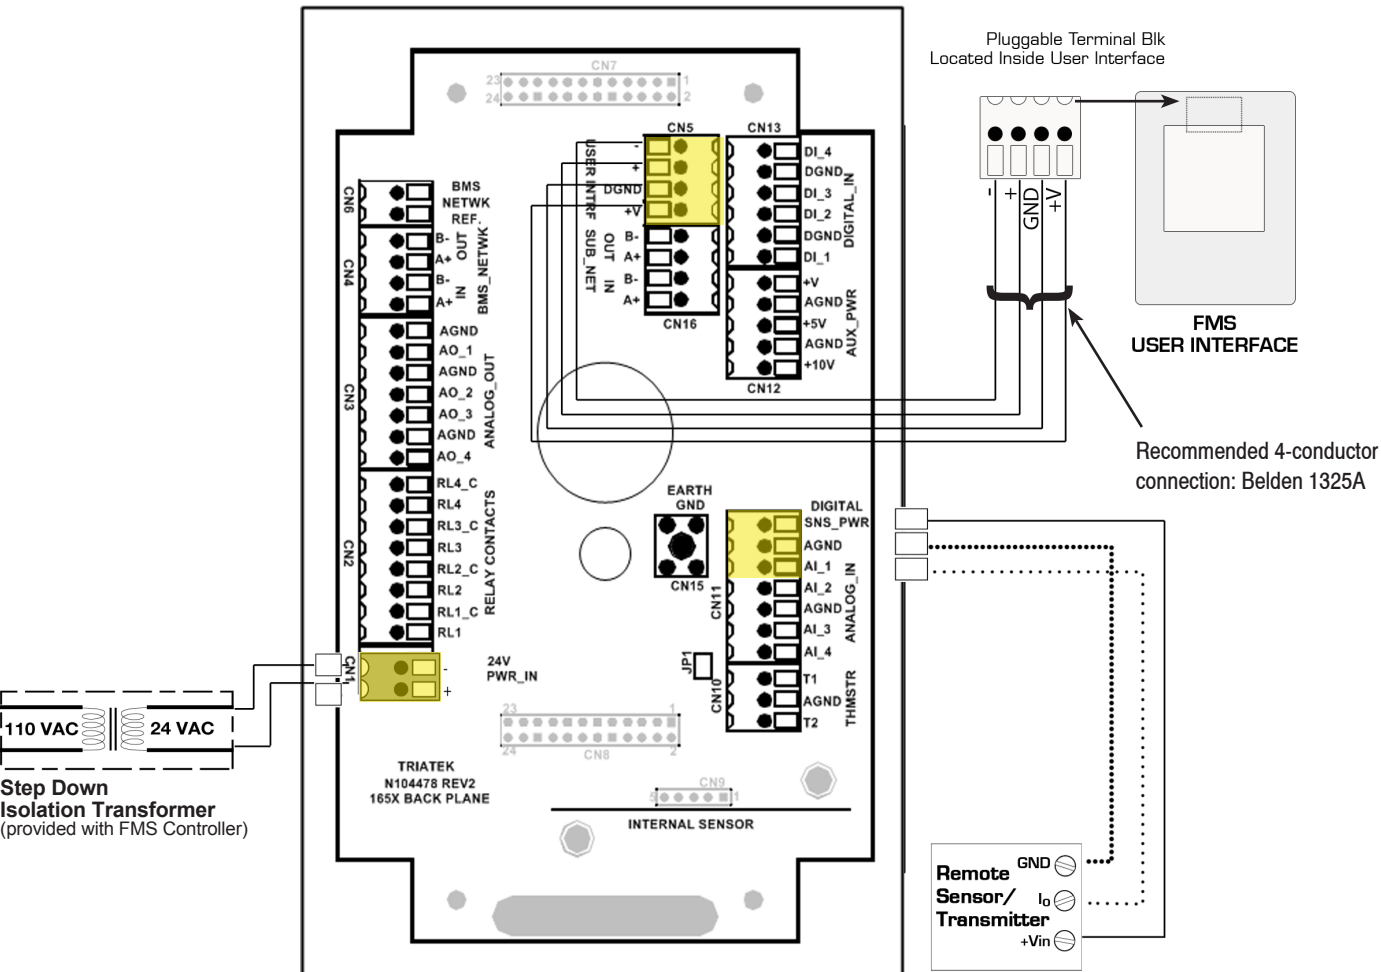 Pluggable Terminal Blk
Located Inside User Interface
CN7
23 1
24 2
CN5
USER INTRF
-
+
DGND
+V
SUB_NET
OUT
IN
B-
A+
B-
A+
CN16
CN13
DI_4
DGND
DI_3
DI_2
DGND
DI_1
DIGITAL_IN
+V
AGND
+5V
AGND
+10V
AUX_PWR
CN12
CN6
BMS
NETWK
REF.
CN4
B-
A+
B-
A+
OUT
IN
BMS_NETWK
CN3
AGND
AO_1
AGND
AO_2
AO_3
AGND
AO_4
ANALOG_OUT
CN2
RL4_C
RL4
RL3_C
RL3
RL2_C
RL2
RL1_C
RL1
RELAY CONTACTS
CN1
-
+
24V
PWR_IN
EARTH
GND
CN15
DIGITAL
SNS_PWR
AGND
AI_1
AI_2
AGND
AI_3
AI_4
CN11
ANALOG_IN
JP1
CN10
T1
AGND
T2
THMSTR
23 1
24 2
CN8
TRIATEK
N104478 REV2
165X BACK PLANE
CN9
5 1
INTERNAL SENSOR
-
+
GND
+V
FMS
USER INTERFACE
Recommended 4-conductor
connection: Belden 1325A
110 VAC
24 VAC
Step Down
Isolation Transformer
(provided with FMS Controller)
Remote
Sensor/
Transmitter
GND
Io
+Vin